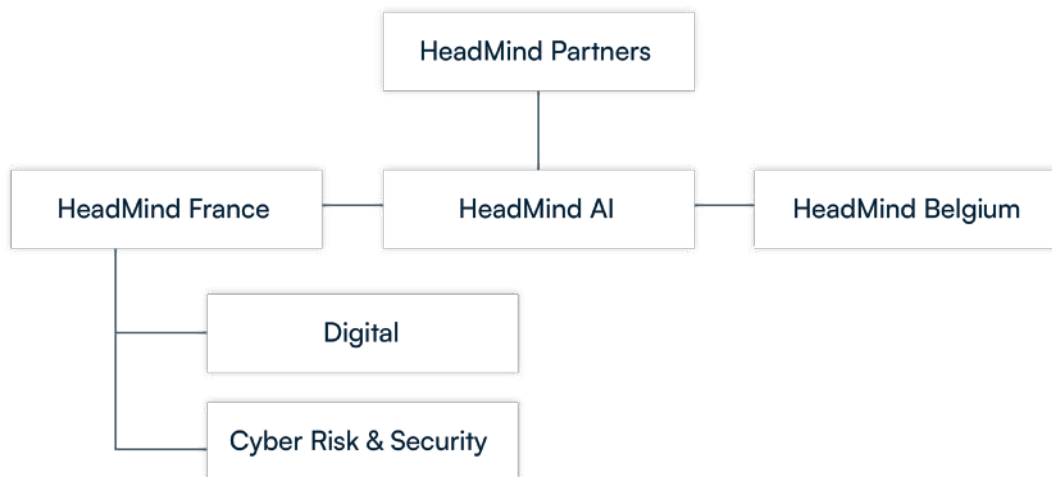 HeadMind Partners
HeadMind France
HeadMind AI
HeadMind Belgium
Digital
Cyber Risk & Security